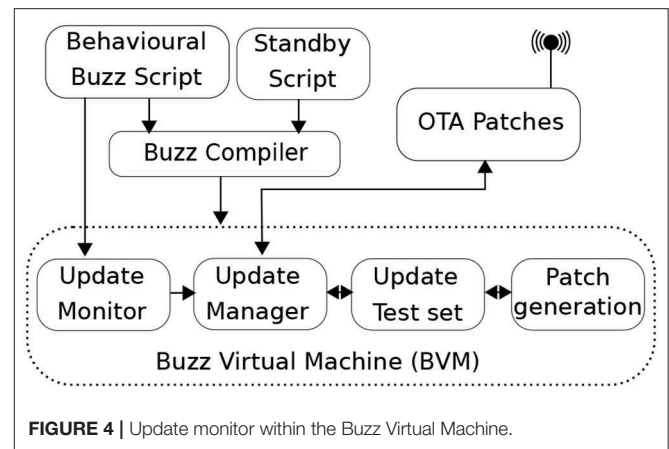 Behavioural
Buzz Script
Standby
Script
OTA Patches
Buzz Compiler
Update
Monitor
Update
Manager
Update
Test set
Patch
generation
Buzz Virtual Machine (BVM)
FIGURE 4 | Update monitor within the Buzz Virtual Machine.